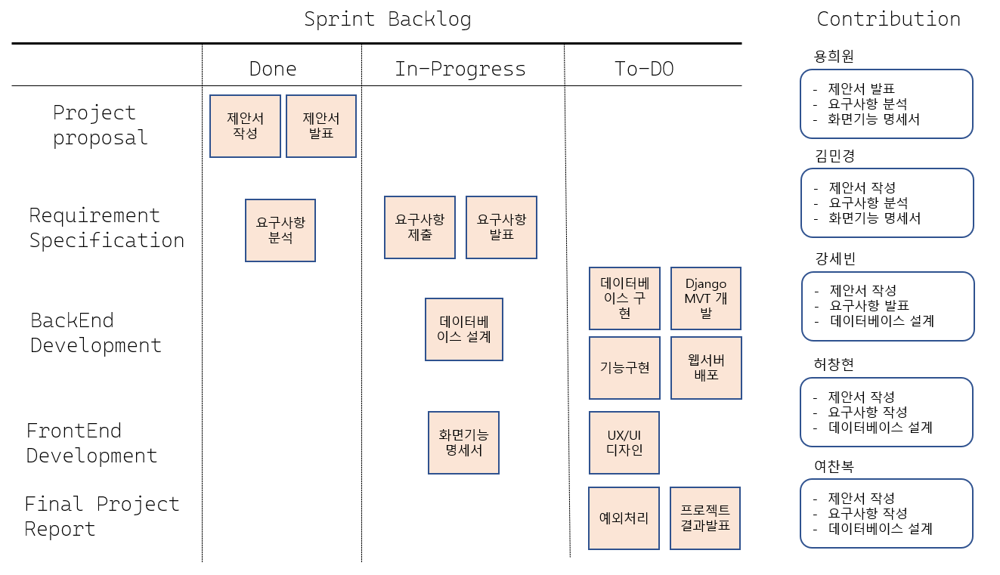 Sprint Backlog
Contribution
Done
In-Progress
To-DO
Project
proposal
제안서
작성
제안서
발표
Requirement
Specification
요구사항
분석
요구사항
제출
요구사항
발표
BackEnd
Development
데이터베
이스 설계
데이터베
이스 구
현
Django
MVT 개
발
기능구현
웹서버
배포
FrontEnd
Development
화면기능
명세서
UX/UI
디자인
Final Project
Report
예외처리
프로젝트
결과발표
용희원
- 제안서 발표
- 요구사항 분석
- 화면기능 명세서
김민경
- 제안서 작성
- 요구사항 분석
- 화면기능 명세서
강세빈
- 제안서 작성
- 요구사항 발표
- 데이터베이스 설계
허창현
- 제안서 작성
- 요구사항 작성
- 데이터베이스 설계
여찬복
- 제안서 작성
- 요구사항 작성
- 데이터베이스 설계